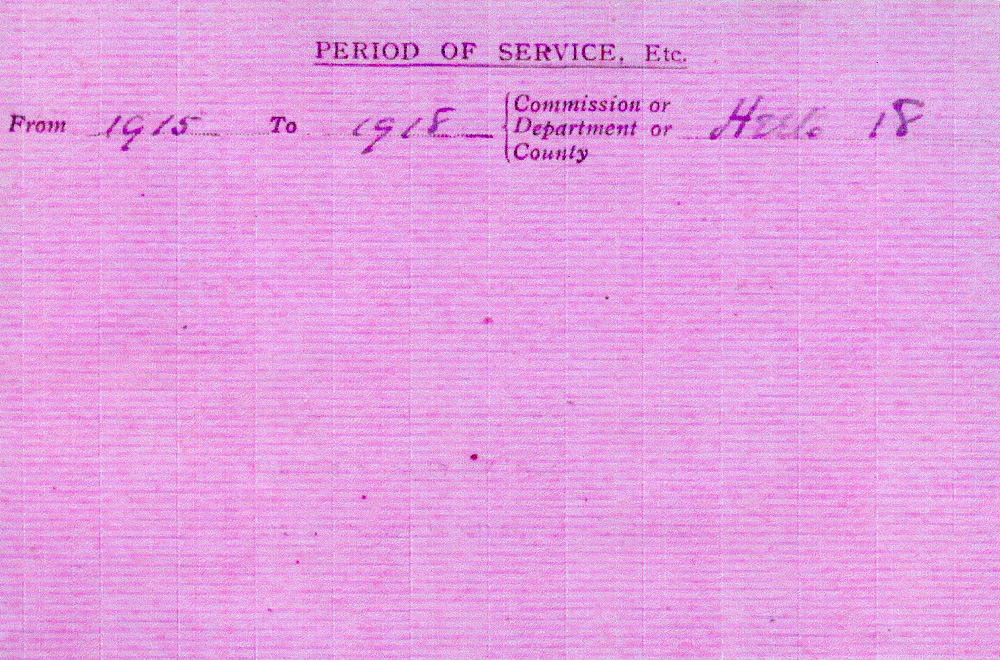 PERIOD OF SERVICE, Etc.
From 1915 To 1918 Commission or
Department or 18
County